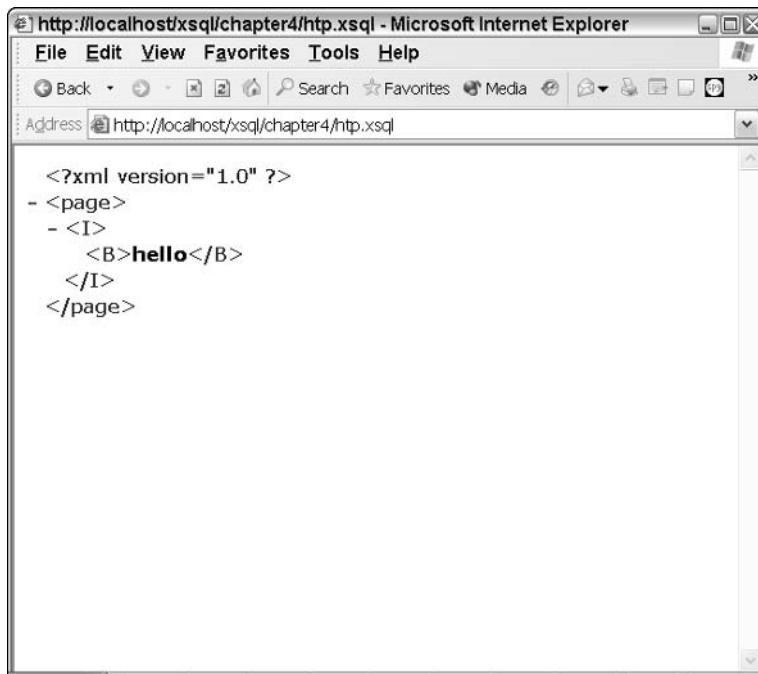 http://localhost/xsql/chapter4/htp.xsql - Microsoft Internet Explorer
File Edit View Favorites Tools Help
Back Search Favorites Media »
Address http://localhost/xsql/chapter4/htp.xsql
<?xml version="1.0" ?>
- <page>
- <I>
<B>hello</B>
</I>
</page>